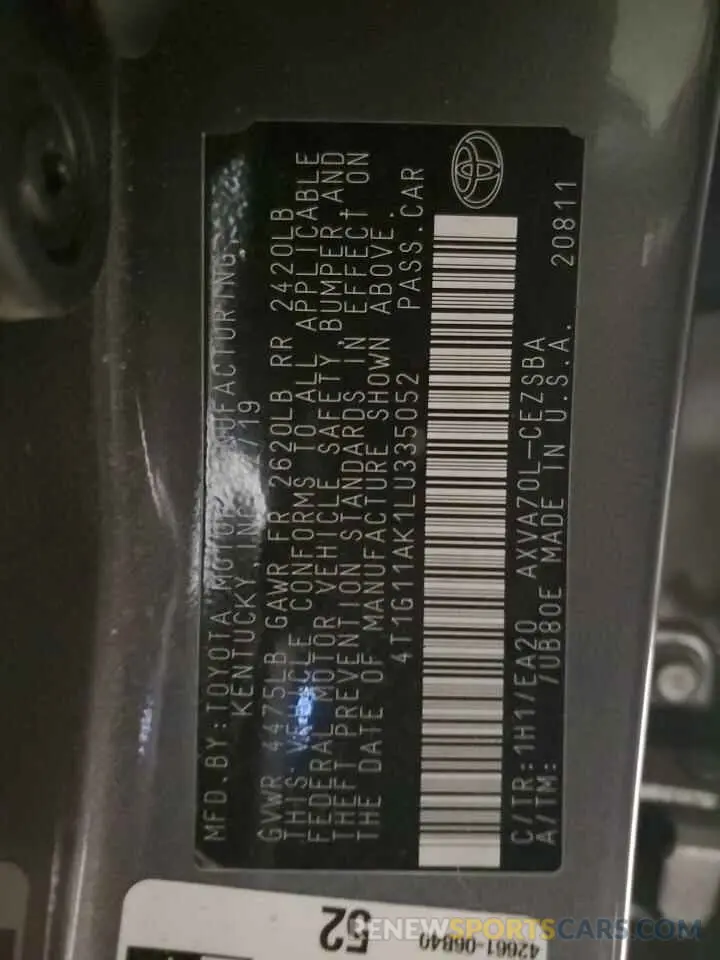 MFD.BY:TOYOTA MOTOR MANUFACTURING,
KENTUCKY,INC. /19
GVWR 4475LB GAWR FR 2620LB RR 2420LB
THIS VEHICLE CONFORMS TO ALL APPLICABLE
FEDERAL MOTOR VEHICLE SAFETY,BUMPER,AND
THEFT PREVENTION STANDARDS IN EFFECT ON
THE DATE OF MANUFACTURE SHOWN ABOVE.
4T1G11AK1LU335052 PASS.CAR
C/TR:1H1/EA20 AXVA70L-CEZSBA
A/TM: /UB80E MADE IN U.S.A. 20811
52
42661-06B40
RENEWSPORTSCARS.COM